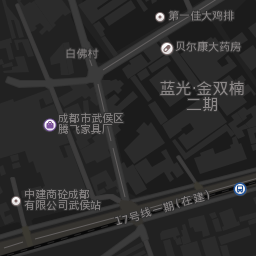 第一佳大鸡排
贝尔康大药房
白佛村
蓝光·金双楠
二期
成都市武侯区
腾飞家具厂
中建商砼成都
有限公司武侯站
17号线一期(在建)